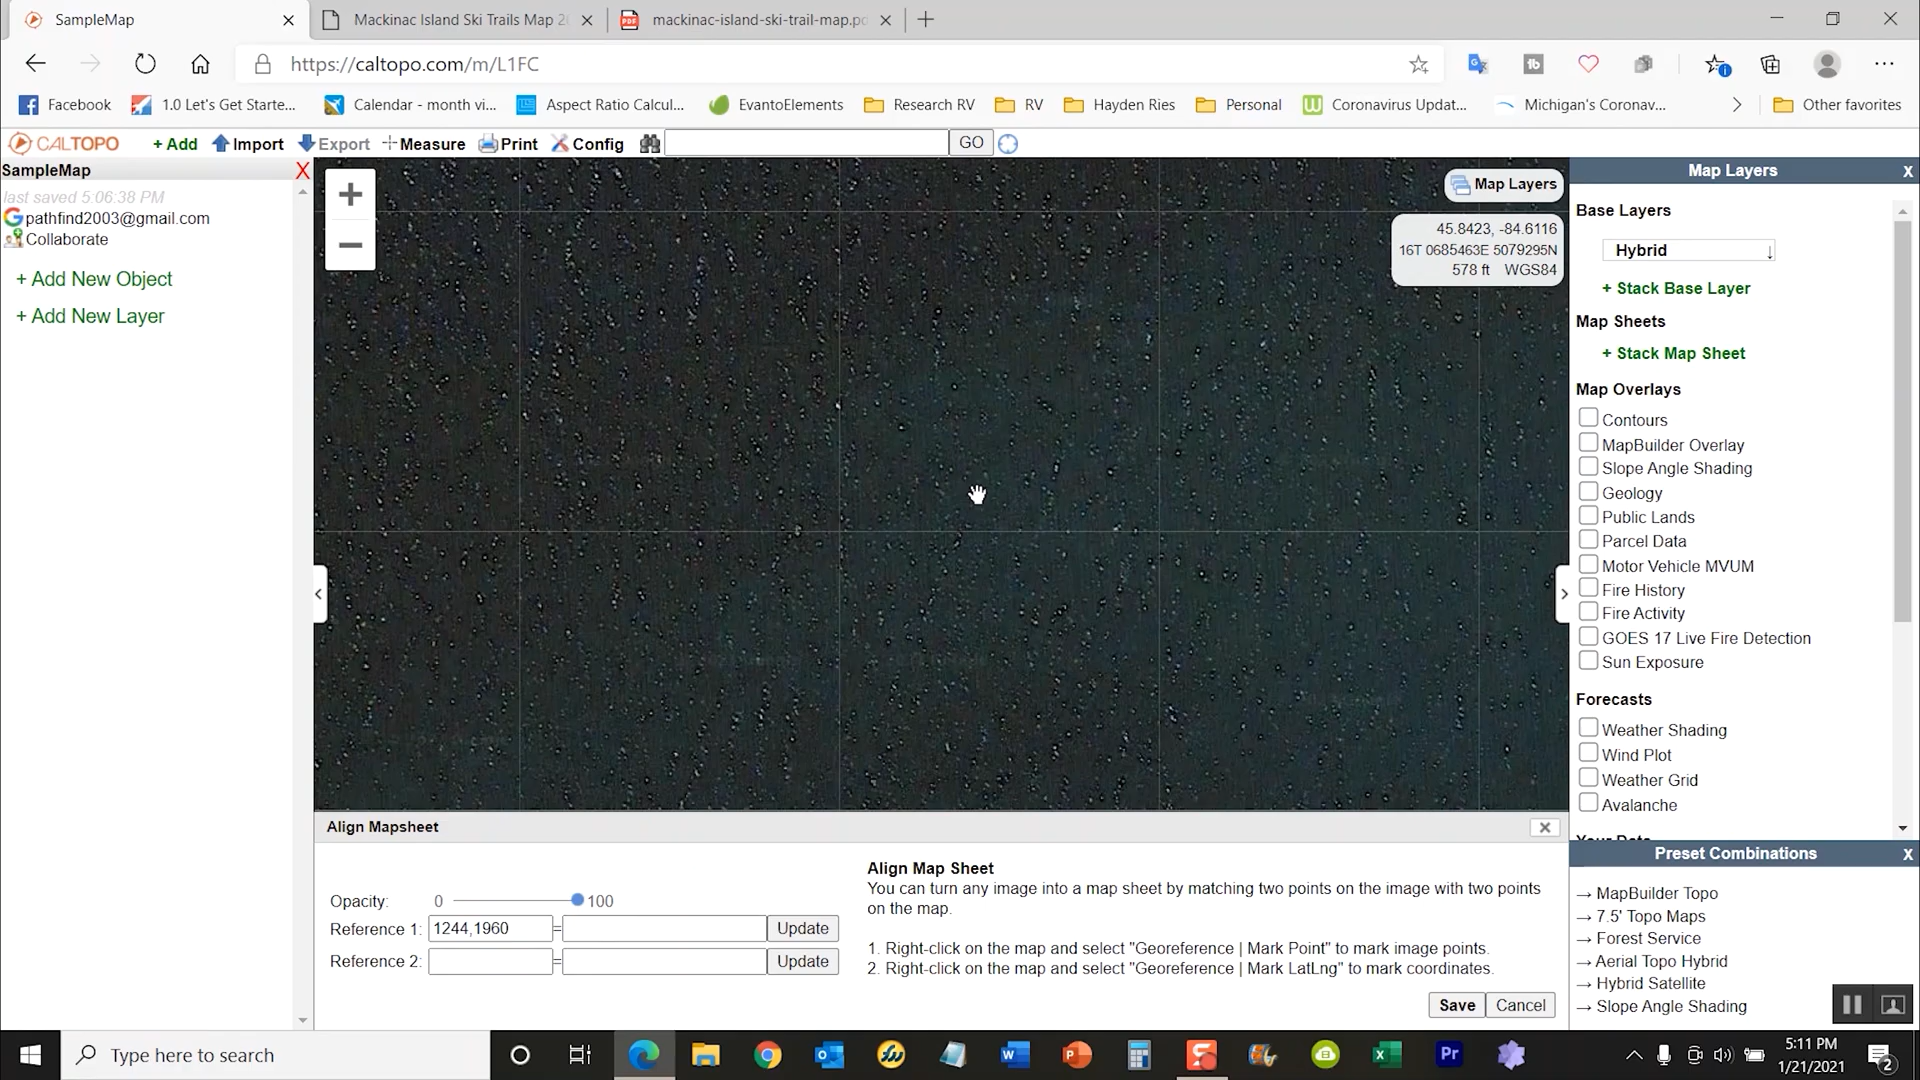 SampleMap
Mackinac Island Ski Trails Map 2
mackinac-island-ski-trail-map.pd
https://caltopo.com/m/L1FC
Facebook
1.0 Let's Get Starte...
Calendar - month vi...
Aspect Ratio Calcul...
EvantoElements
Research RV
RV
Hayden Ries
Personal
Coronavirus Updat...
Michigan's Coronav...
Other favorites
CALTOPO
+ Add
Import
Export
Measure
Print
Config
GO
SampleMap
X
last saved 5:06:38 PM
pathfind2003@gmail.com
Collaborate
+ Add New Object
+ Add New Layer
+
−
Map Layers
45.8423, -84.6116
16T 0685463E 5079295N
578 ft WGS84
Map Layers
X
Base Layers
Hybrid
+ Stack Base Layer
Map Sheets
+ Stack Map Sheet
Map Overlays
Contours
MapBuilder Overlay
Slope Angle Shading
Geology
Public Lands
Parcel Data
Motor Vehicle MVUM
Fire History
Fire Activity
GOES 17 Live Fire Detection
Sun Exposure
Forecasts
Weather Shading
Wind Plot
Weather Grid
Avalanche
Preset Combinations
X
→ MapBuilder Topo
→ 7.5' Topo Maps
→ Forest Service
→ Aerial Topo Hybrid
→ Hybrid Satellite
→ Slope Angle Shading
Align Mapsheet
Opacity: 0 100
Reference 1: 1244,1960 = Update
Reference 2: = Update
Align Map Sheet
You can turn any image into a map sheet by matching two points on the image with two points
on the map.
1. Right-click on the map and select "Georeference | Mark Point" to mark image points.
2. Right-click on the map and select "Georeference | Mark LatLng" to mark coordinates.
Save
Cancel
Type here to search
5:11 PM
1/21/2021
2